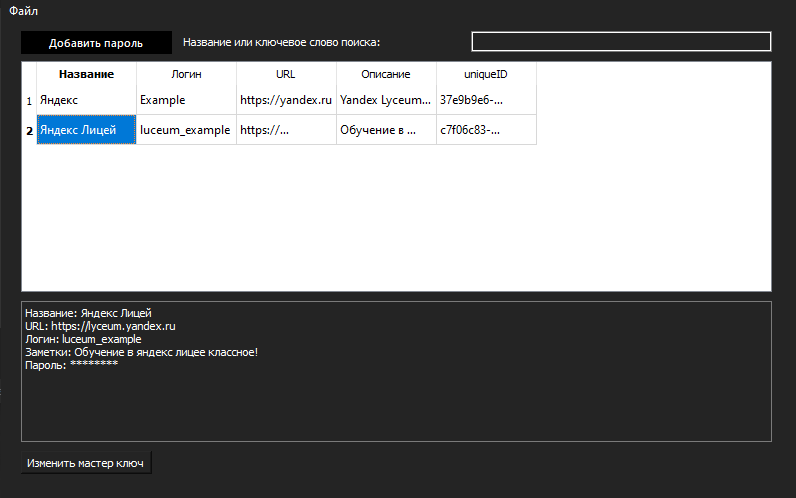 Файл
Добавить пароль Название или ключевое слово поиска:
Название Логин URL Описание uniqueID
1 Яндекс Example https://yandex.ru Yandex Lyceum... 37e9b9e6-...
2 Яндекс Лицей luceum_example https://... Обучение в ... c7f06c83-...
Название: Яндекс Лицей
URL: https://lyceum.yandex.ru
Логин: luceum_example
Заметки: Обучение в яндекс лицее классное!
Пароль: ********
Изменить мастер ключ